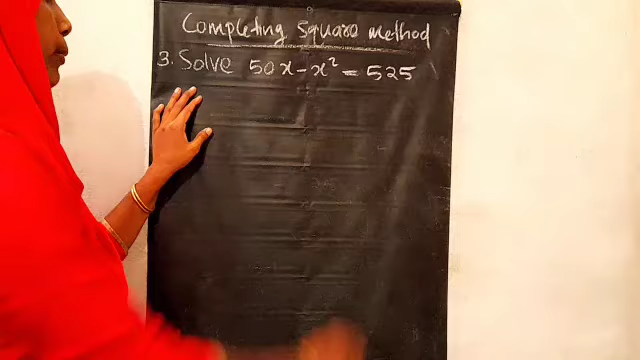 Completing Square method
3. Solve 50x - x² = 525